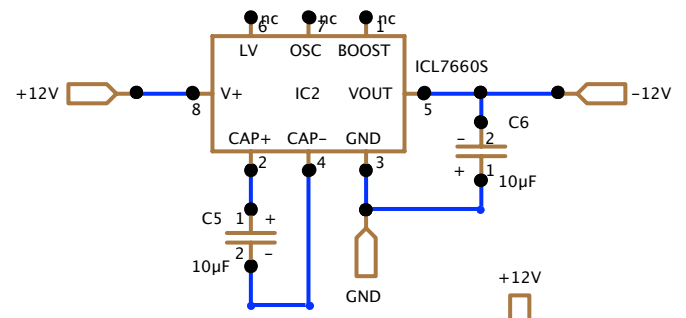 nc nc nc
6 7 1
LV OSC BOOST
ICL7660S
+12V V+ IC2 VOUT −12V
8 5
C6
CAP+ CAP− GND − 2
2 4 3 + 1
10µF
C5 1 +
2 −
10µF
GND
+12V